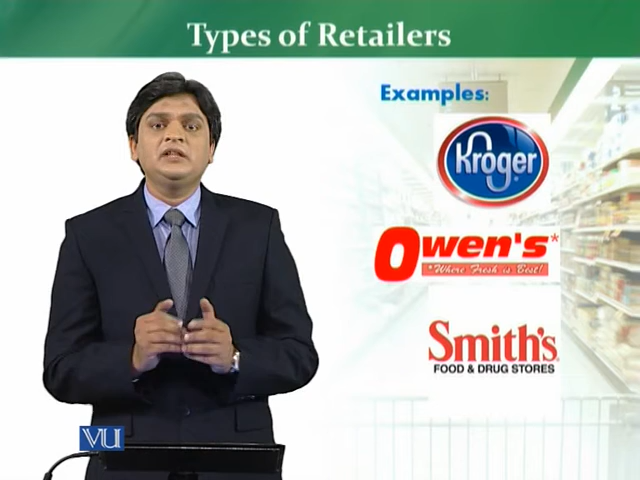 Types of Retailers
Examples:
Kroger
Owen's*
*Where Fresh is Best!
Smith's
FOOD & DRUG STORES
VU